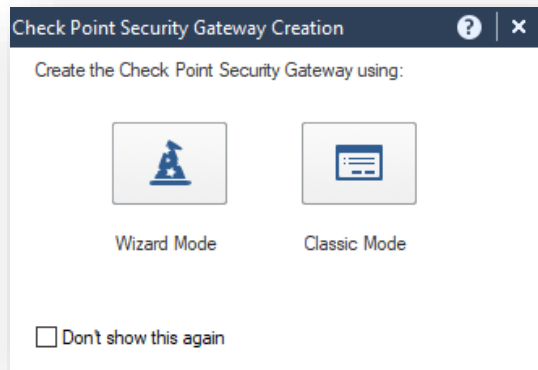 Check Point Security Gateway Creation
Create the Check Point Security Gateway using:
Wizard Mode
Classic Mode
Don't show this again